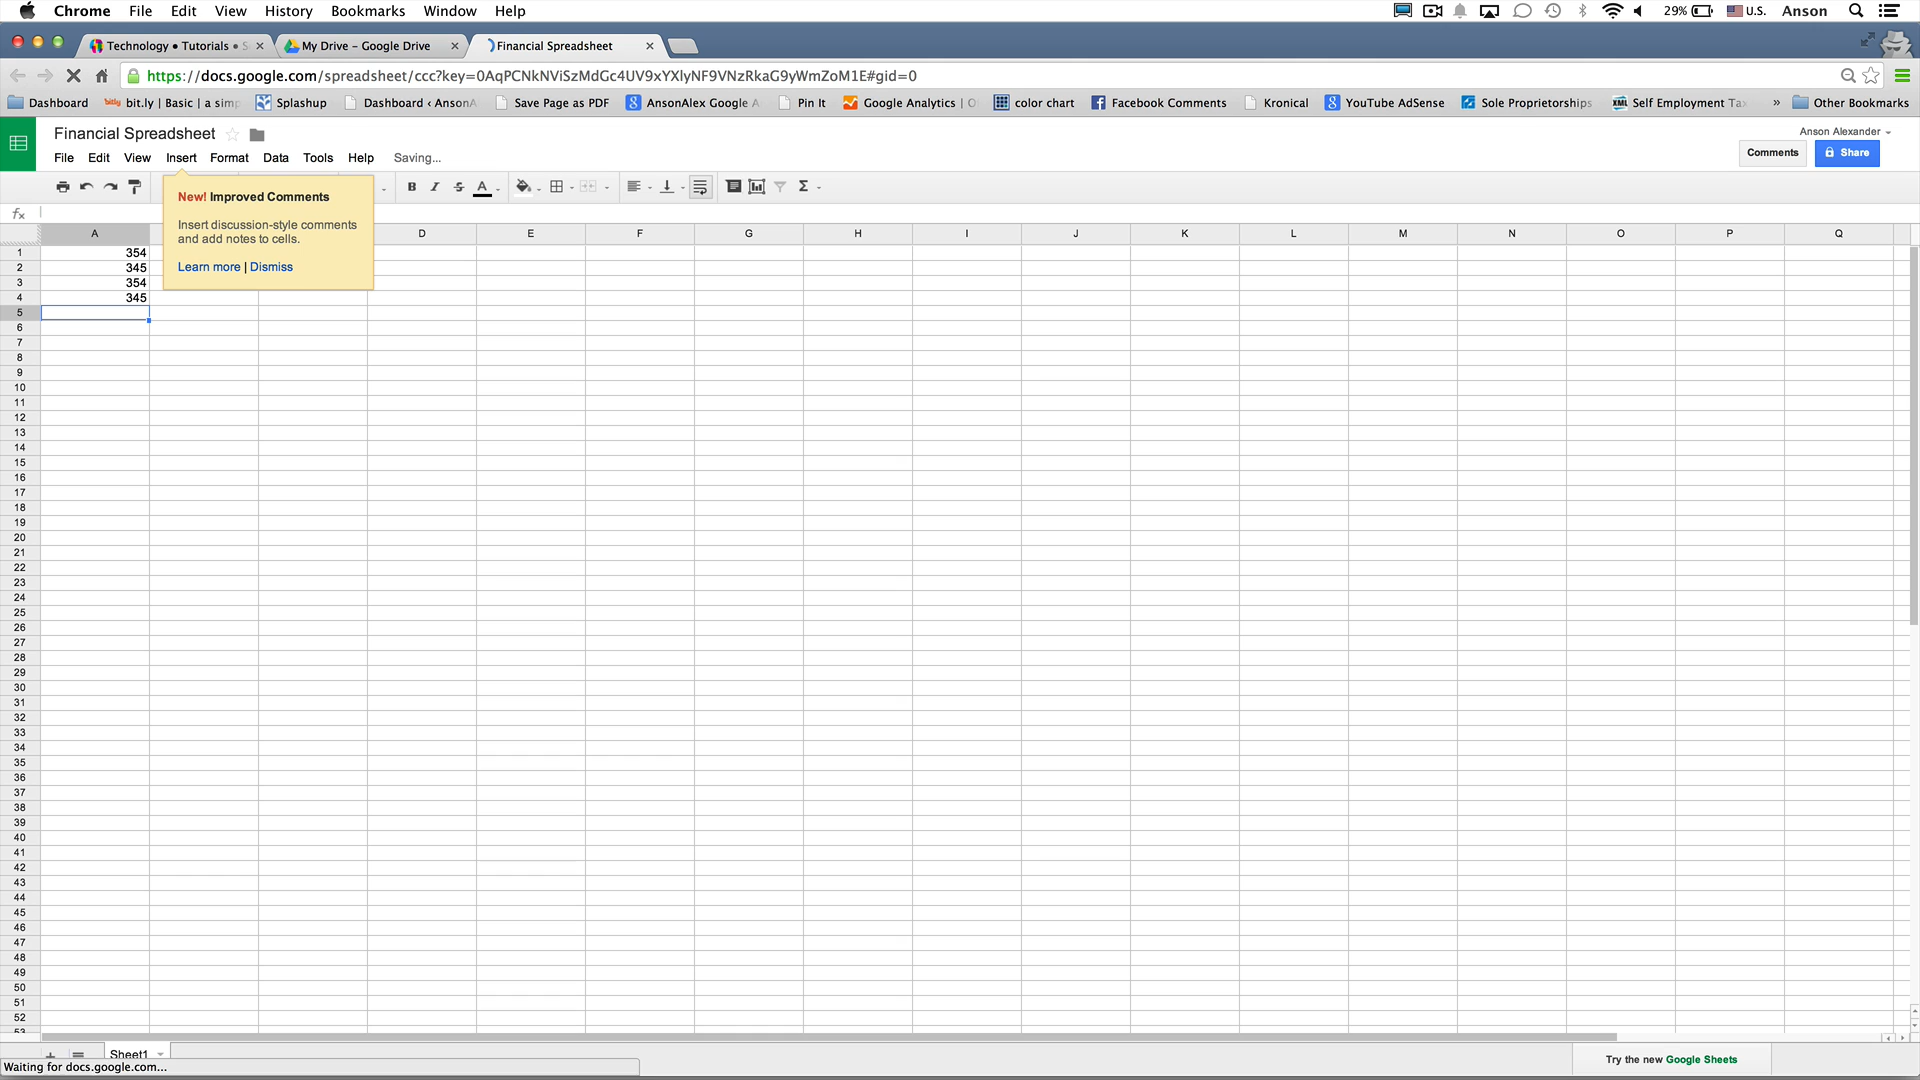 Chrome File Edit View History Bookmarks Window Help 29% U.S. Anson
Technology • Tutorials • S My Drive – Google Drive Financial Spreadsheet
https://docs.google.com/spreadsheet/ccc?key=0AqPCNkNViSzMdGc4UV9xYXlyNF9VNzRkaG9yWmZoM1E#gid=0
Dashboard bitly bit.ly | Basic | a simp Splashup Dashboard ‹ AnsonA Save Page as PDF AnsonAlex Google A Pin It Google Analytics | O color chart Facebook Comments Kronical YouTube AdSense Sole Proprietorships XML Self Employment Tax » Other Bookmarks
Financial Spreadsheet
Anson Alexander
File Edit View Insert Format Data Tools Help Saving...
Comments Share
B I S A Σ
New! Improved Comments
Insert discussion-style comments
and add notes to cells.
Learn more | Dismiss
fx
A D E F G H I J K L M N O P Q
1 354
2 345
3 354
4 345
5
6
7
8
9
10
11
12
13
14
15
16
17
18
19
20
21
22
23
24
25
26
27
28
29
30
31
32
33
34
35
36
37
38
39
40
41
42
43
44
45
46
47
48
49
50
51
52
53
Sheet1
Try the new Google Sheets
Waiting for docs.google.com...